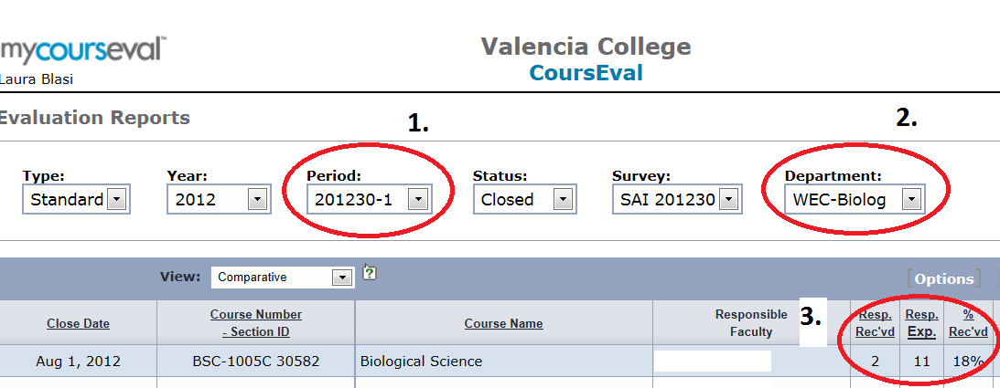 mycourseval™
Valencia College
CoursEval
Laura Blasi
Evaluation Reports
1.
2.
Type:
Year:
Period:
Status:
Survey:
Department:
Standard
2012
201230-1
Closed
SAI 201230
WEC-Biolog
View:
Comparative
?
[Options]
Close Date
Course Number
- Section ID
Course Name
Responsible
Faculty
3.
Resp.
Rec'vd
Resp.
Exp.
%
Rec'vd
Aug 1, 2012
BSC-1005C 30582
Biological Science
2
11
18%